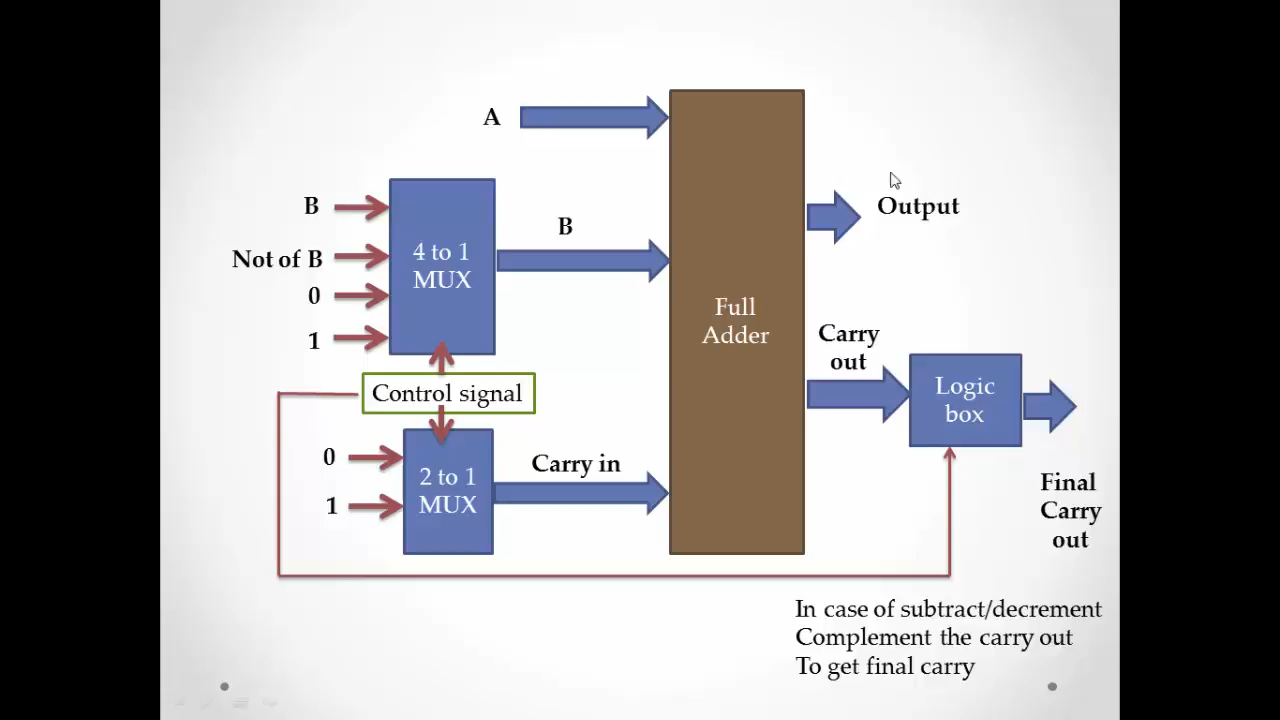 A
B
Not of B
0
1
4 to 1
MUX
B
Control signal
0
1
2 to 1
MUX
Carry in
Full
Adder
Output
Carry
out
Logic
box
Final
Carry
out
In case of subtract/decrement
Complement the carry out
To get final carry